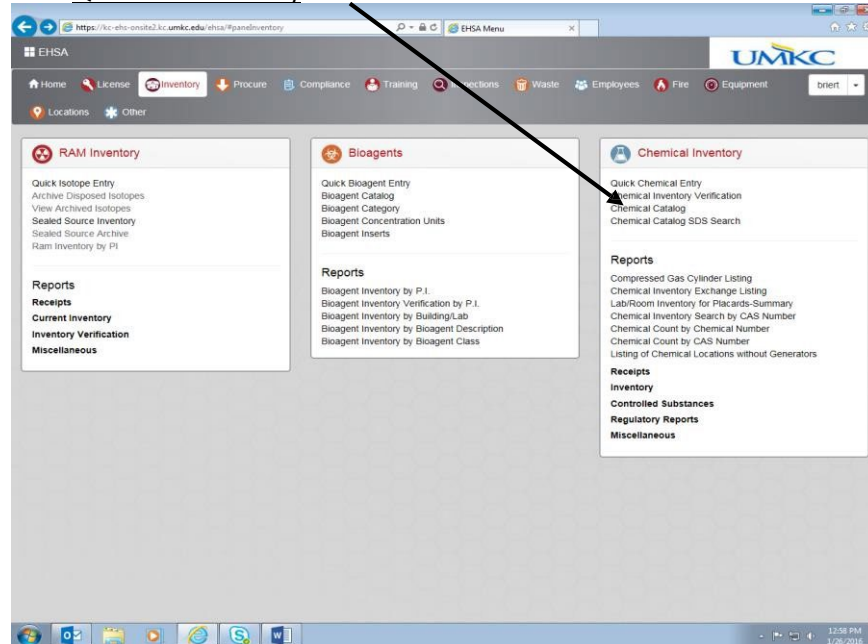 https://kc-ehs-onsite2.kc.umkc.edu/ehsa/#panelInventory
EHSA Menu
EHSA
UMKC
Home License Inventory Procure Compliance Training Inspections Waste Employees Fire Equipment briert
Locations Other
RAM Inventory
Quick Isotope Entry
Archive Disposed Isotopes
View Archived Isotopes
Sealed Source Inventory
Sealed Source Archive
Ram Inventory by PI
Reports
Receipts
Current Inventory
Inventory Verification
Miscellaneous
Bioagents
Quick Bioagent Entry
Bioagent Catalog
Bioagent Category
Bioagent Concentration Units
Bioagent Inserts
Reports
Bioagent Inventory by P.I.
Bioagent Inventory Verification by P.I.
Bioagent Inventory by Building/Lab
Bioagent Inventory by Bioagent Description
Bioagent Inventory by Bioagent Class
Chemical Inventory
Quick Chemical Entry
Chemical Inventory Verification
Chemical Catalog
Chemical Catalog SDS Search
Reports
Compressed Gas Cylinder Listing
Chemical Inventory Exchange Listing
Lab/Room Inventory for Placards-Summary
Chemical Inventory Search by CAS Number
Chemical Count by Chemical Number
Chemical Count by CAS Number
Listing of Chemical Locations without Generators
Receipts
Inventory
Controlled Substances
Regulatory Reports
Miscellaneous
12:58 PM
1/26/2016